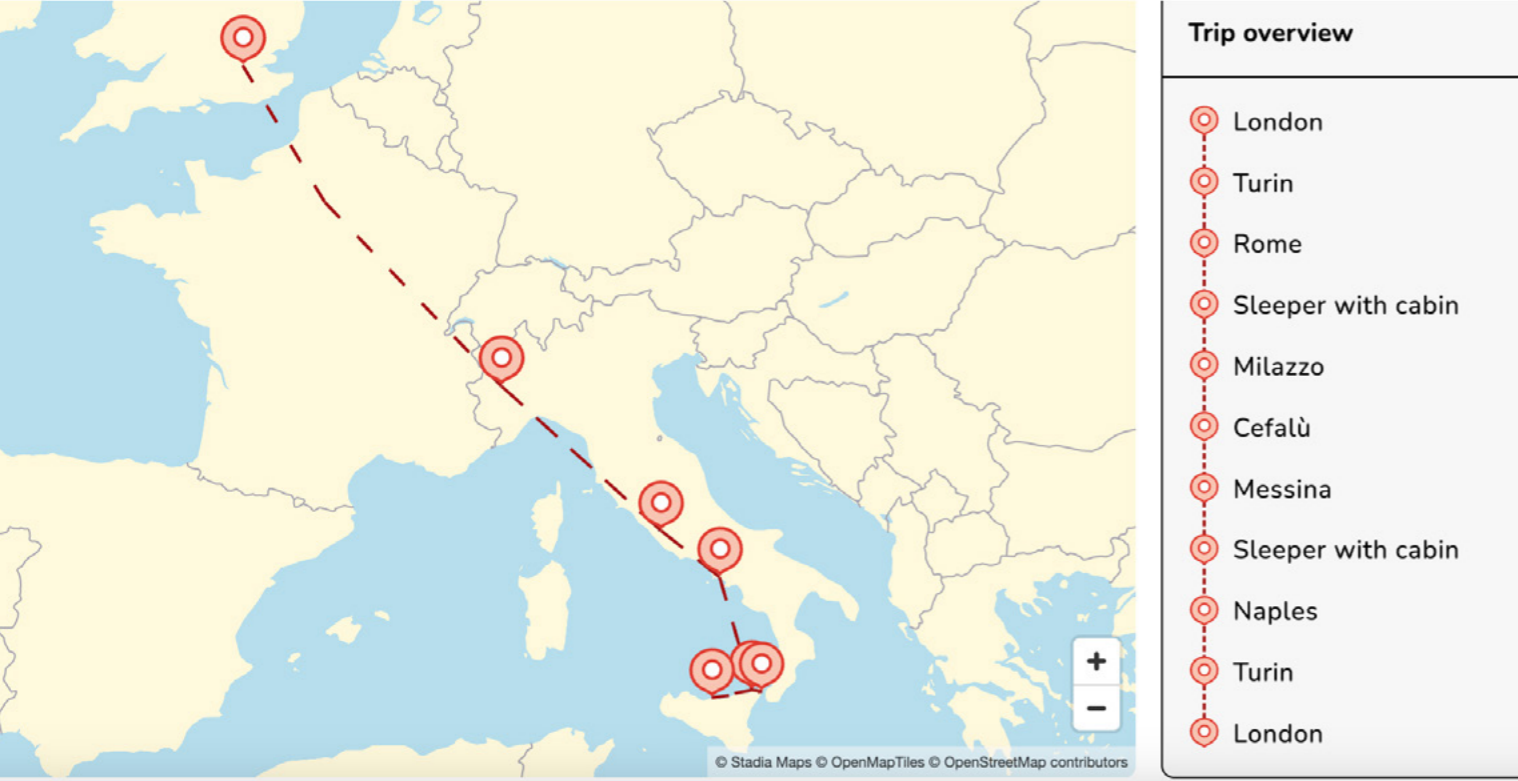 Trip overview
London
Turin
Rome
Sleeper with cabin
Milazzo
Cefalù
Messina
Sleeper with cabin
Naples
Turin
London
+
−
© Stadia Maps © OpenMapTiles © OpenStreetMap contributors